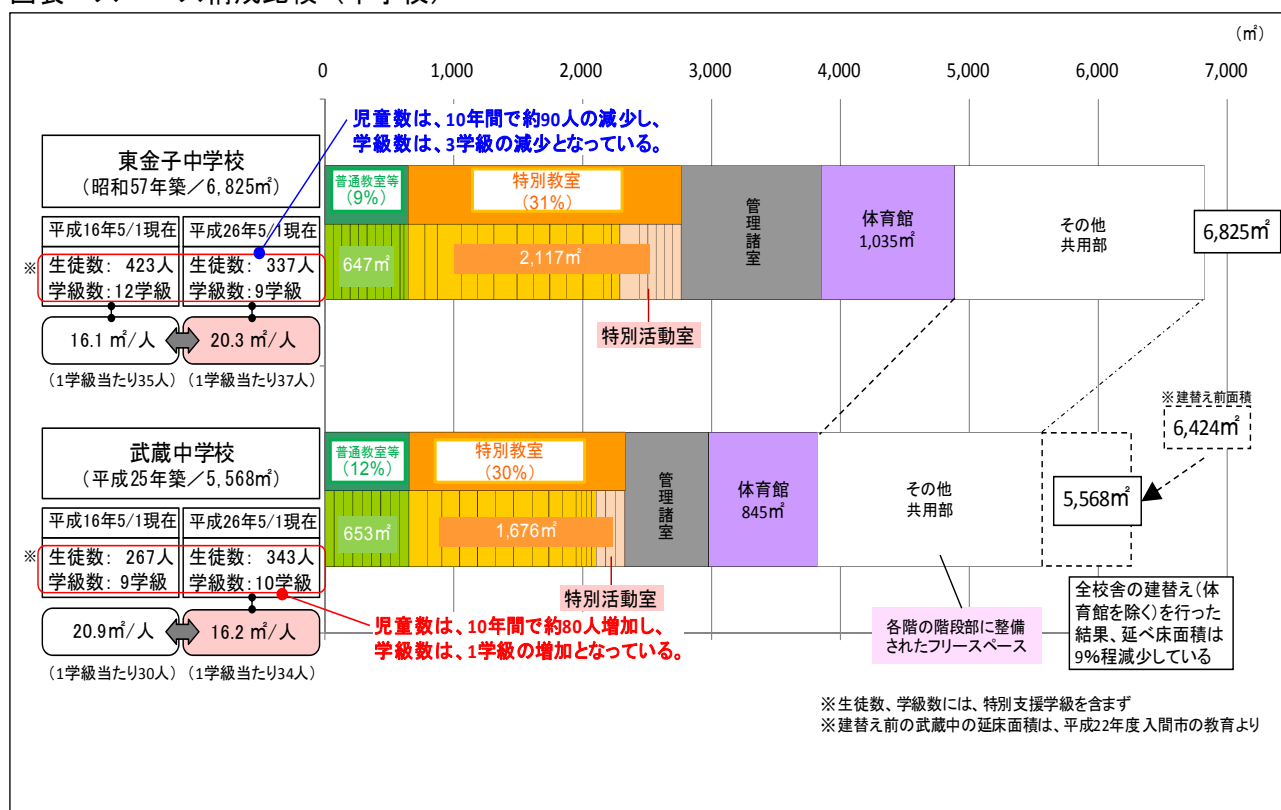 (㎡)
0
1,000
2,000
3,000
4,000
5,000
6,000
7,000
児童数は、10年間で約90人の減少し、
学級数は、3学級の減少となっている。
東金子中学校
(昭和57年築／6,825㎡)
平成16年5/1現在
平成26年5/1現在
※
生徒数: 423人
学級数:12学級
生徒数: 337人
学級数:9学級
16.1 ㎡/人
20.3 ㎡/人
(1学級当たり35人)
(1学級当たり37人)
普通教室等
(9%)
特別教室
(31%)
647㎡
2,117㎡
特別活動室
管理諸室
体育館
1,035㎡
その他
共用部
6,825㎡
武蔵中学校
(平成25年築／5,568㎡)
平成16年5/1現在
平成26年5/1現在
※
生徒数: 267人
学級数: 9学級
生徒数: 343人
学級数: 10学級
20.9㎡/人
16.2 ㎡/人
(1学級当たり30人)
(1学級当たり34人)
普通教室等
(12%)
特別教室
(30%)
653㎡
1,676㎡
特別活動室
管理諸室
体育館
845㎡
その他
共用部
※建替え前面積
6,424㎡
5,568㎡
児童数は、10年間で約80人増加し、
学級数は、1学級の増加となっている。
各階の階段部に整備
されたフリースペース
全校舎の建替え(体
育館を除く)を行った
結果、延べ床面積は
9%程減少している
※生徒数、学級数には、特別支援学級を含まず
※建替え前の武蔵中の延床面積は、平成22年度入間市の教育より